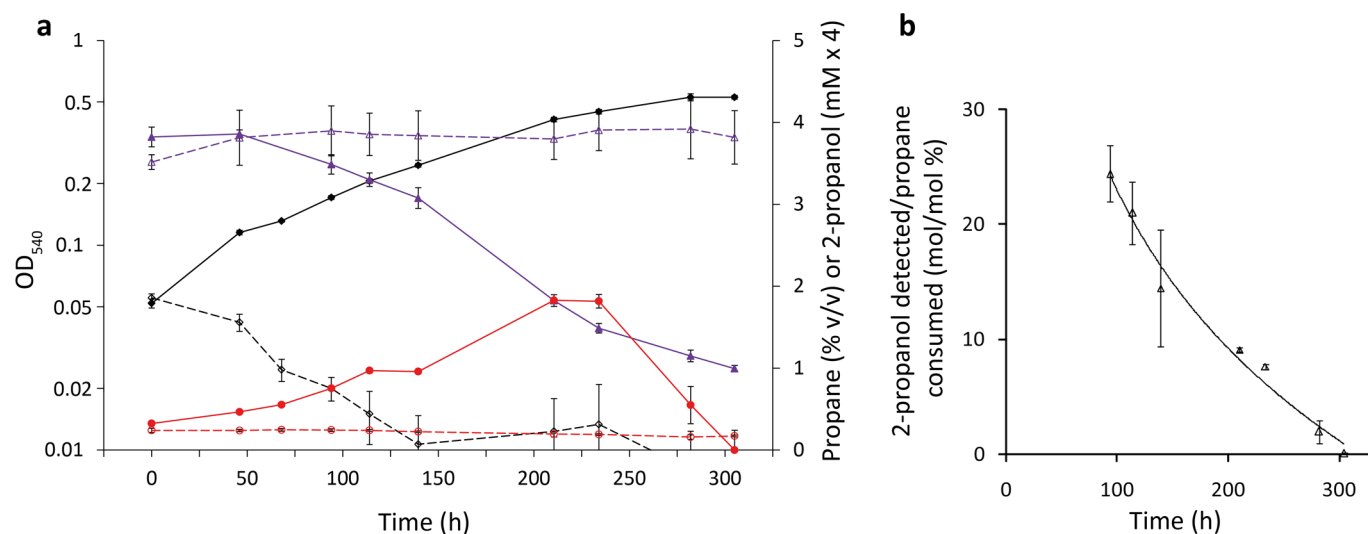 a
1
0.5
0.2
0.1
0.05
0.02
0.01
OD540
0 50 100 150 200 250 300
Time (h)
5
4
3
2
1
0
Propane (% v/v) or 2-propanol (mM x 4)
b
30
20
10
0
2-propanol detected/propane
consumed (mol/mol %)
0 100 200 300
Time (h)